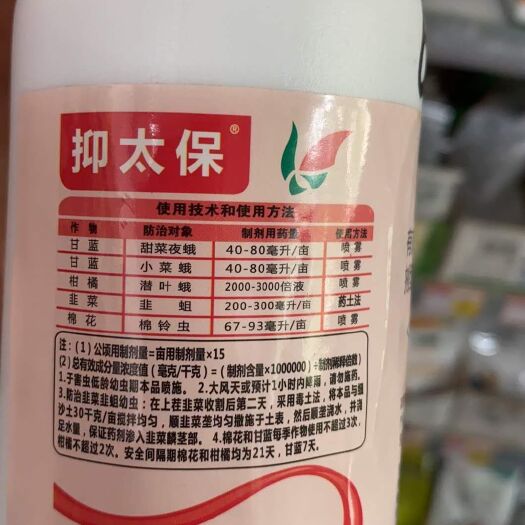 抑太保®
使用技术和使用方法
作物 防治对象 制剂用药量 使用方法
甘蓝 甜菜夜蛾 40-80毫升/亩 喷雾
甘蓝 小菜蛾 40-80毫升/亩 喷雾
柑橘 潜叶蛾 2000-3000倍液 喷雾
韭菜 韭蛆 200-300毫升/亩 药土法
棉花 棉铃虫 67-93毫升/亩 喷雾
注：(1)公顷用制剂量=亩用制剂量×15
(2)总有效成分量浓度值(毫克/千克)=(制剂含量×1000000)÷制剂稀释倍数)
1.于害虫低龄幼虫期本品喷施。2.大风天或预计1小时内降雨，请勿施药。
3.防治韭菜韭蛆幼虫：在上茬韭菜收割后第二天，采用毒土法，将本品与细
沙土30千克/亩搅拌均匀，顺韭菜垄均匀撒施于土表，然后顺垄浇水，并浇
足水量，保证药剂渗入韭菜鳞茎部。4.棉花和甘蓝每季作物使用不超过3次，
柑橘不超过2次。安全间隔期棉花和柑橘均为21天，甘蓝7天。